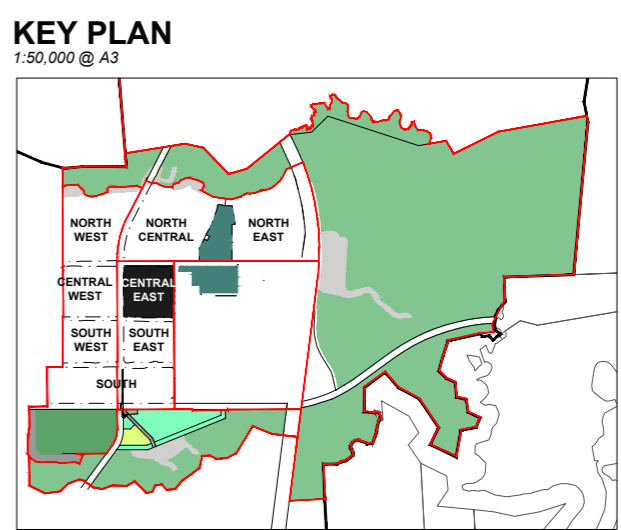 KEY PLAN
1:50,000 @ A3
NORTH
WEST
NORTH
CENTRAL
NORTH
EAST
CENTRAL
WEST
CENTRAL
EAST
SOUTH
WEST
SOUTH
EAST
SOUTH